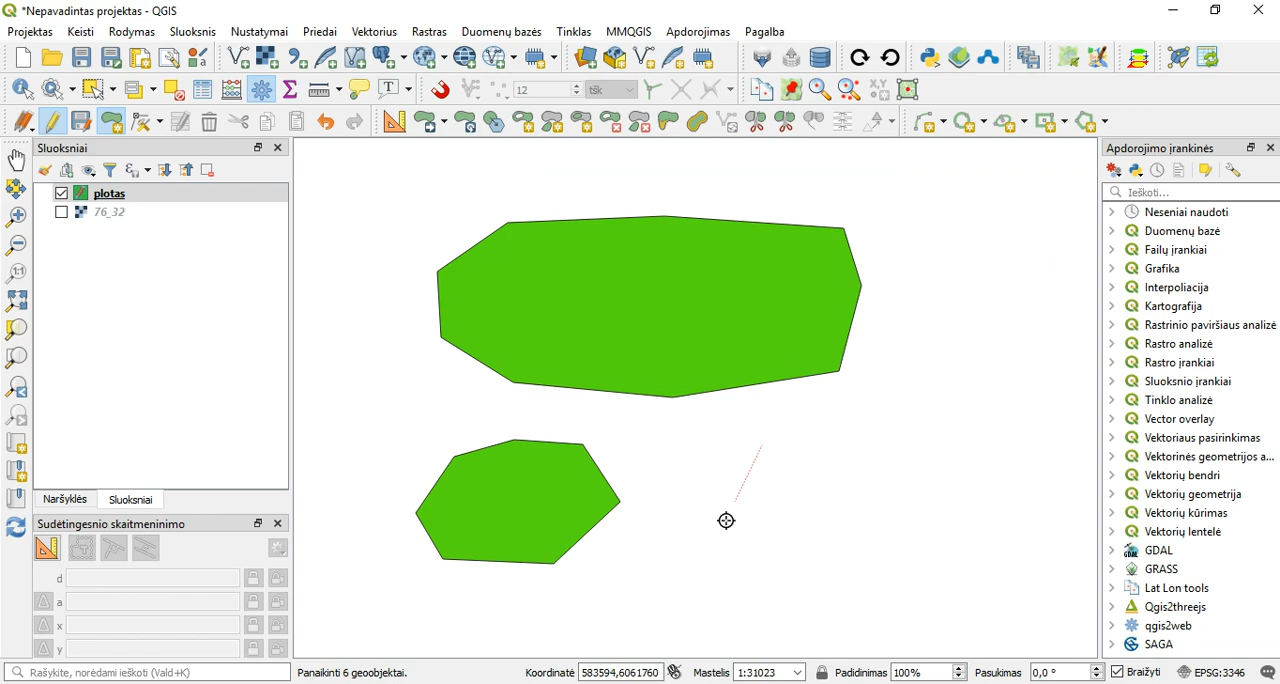 *Nepavadintas projektas - QGIS
Projektas Keisti Rodymas Sluoksnis Nustatymai Priedai Vektorius Rastras Duomenų bazės Tinklas MMQGIS Apdorojimas Pagalba
12 tšk
Sluoksniai
plotas
76_32
Naršyklės Sluoksniai
Sudėtingesnio skaitmeninimo
d
a
x
y
Apdorojimo įrankinės
Ieškoti...
Neseniai naudoti
Duomenų bazė
Failų įrankiai
Grafika
Interpoliacija
Kartografija
Rastrinio paviršiaus analizė
Rastro analizė
Rastro įrankiai
Sluoksnio įrankiai
Tinklo analizė
Vector overlay
Vektoriaus pasirinkimas
Vektorinės geometrijos a...
Vektorių bendri
Vektorių geometrija
Vektorių kūrimas
Vektorių lentelė
GDAL
GRASS
Lat Lon tools
Qgis2threejs
qgis2web
SAGA
Rašykite, norėdami ieškoti (Vald+K) Panaikinti 6 geoobjektai. Koordinatė 583594,6061760 Mastelis 1:31023 Padidinimas 100% Pasukimas 0,0 ° Braižyti EPSG:3346